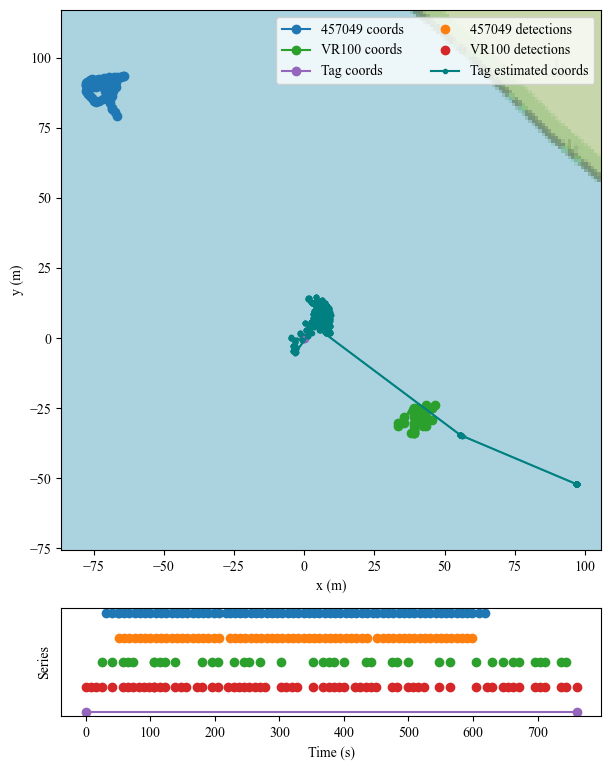 457049 coords
457049 detections
VR100 coords
VR100 detections
Tag coords
Tag estimated coords
100
75
50
25
0
−25
−50
−75
y (m)
−75 −50 −25 0 25 50 75 100
x (m)
Series
0 100 200 300 400 500 600 700
Time (s)